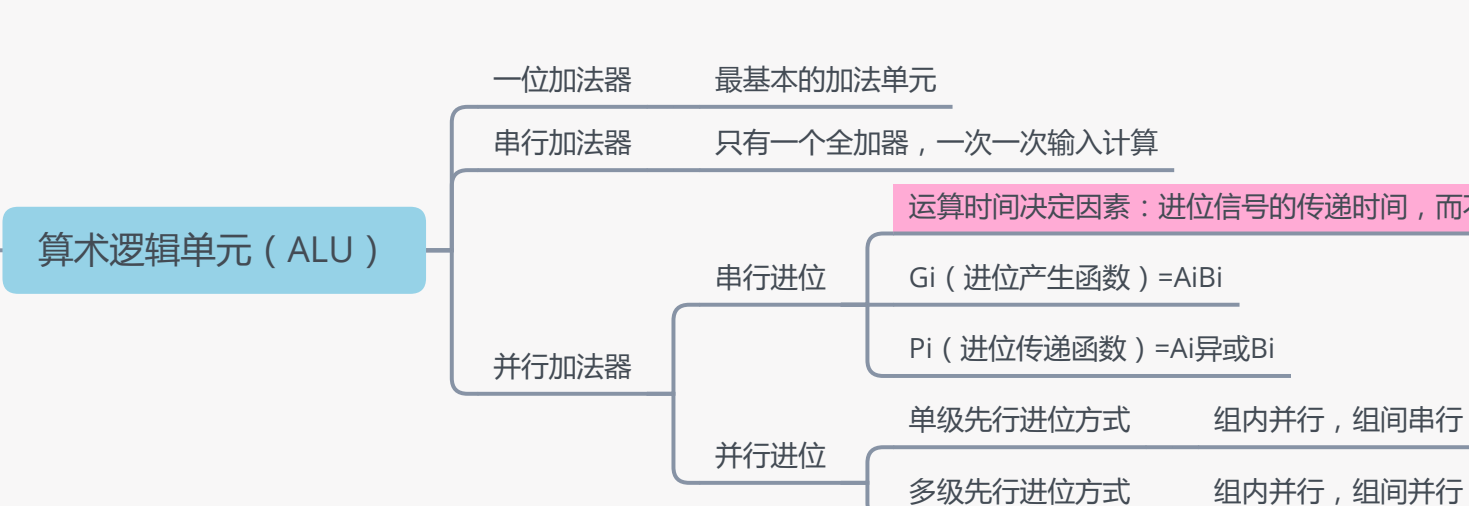 一位加法器 最基本的加法单元
串行加法器 只有一个全加器，一次一次输入计算
运算时间决定因素：进位信号的传递时间，而
算术逻辑单元（ALU）
串行进位
Gi（进位产生函数）=AiBi
Pi（进位传递函数）=Ai异或Bi
并行加法器
单级先行进位方式 组内并行，组间串行
并行进位
多级先行进位方式 组内并行，组间并行